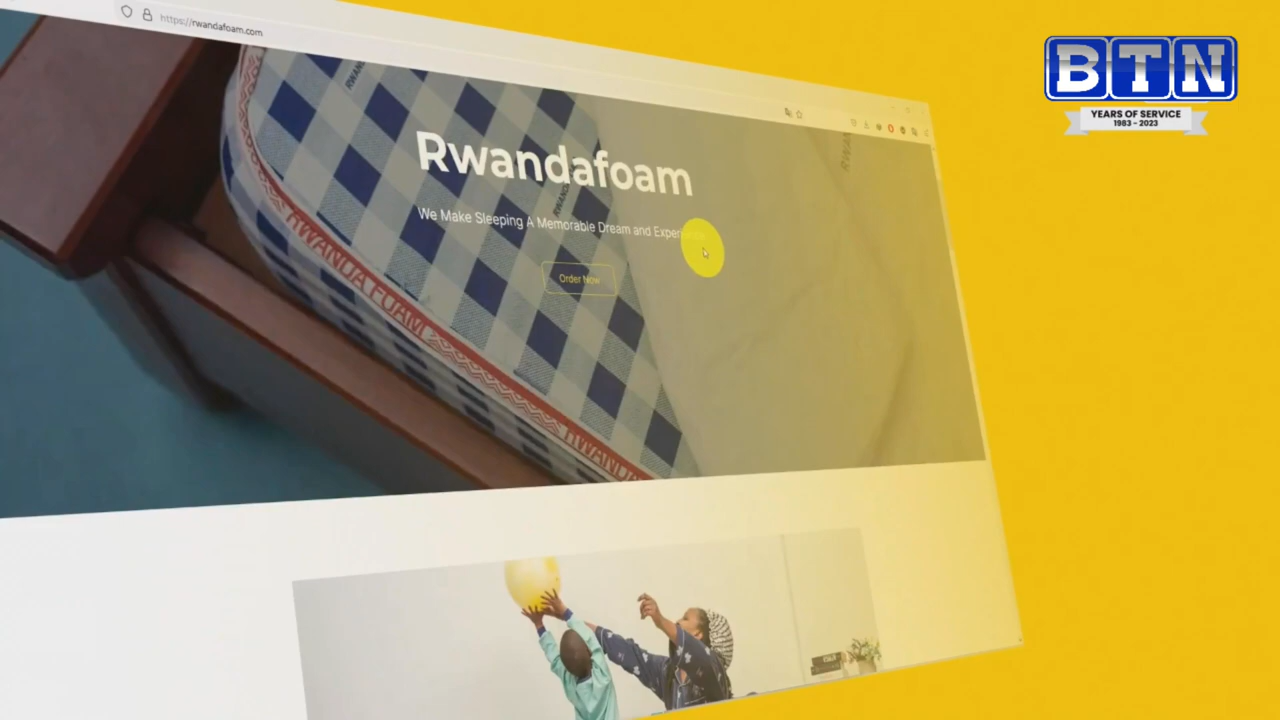 https://rwandafoam.com
BTN
YEARS OF SERVICE
1983 - 2023
Rwandafoam
We Make Sleeping A Memorable Dream and
Order Now
RWANDA FOAM